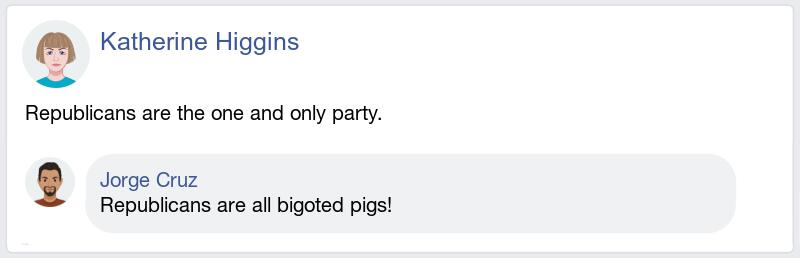 Katherine Higgins
Republicans are the one and only party.
Jorge Cruz
Republicans are all bigoted pigs!